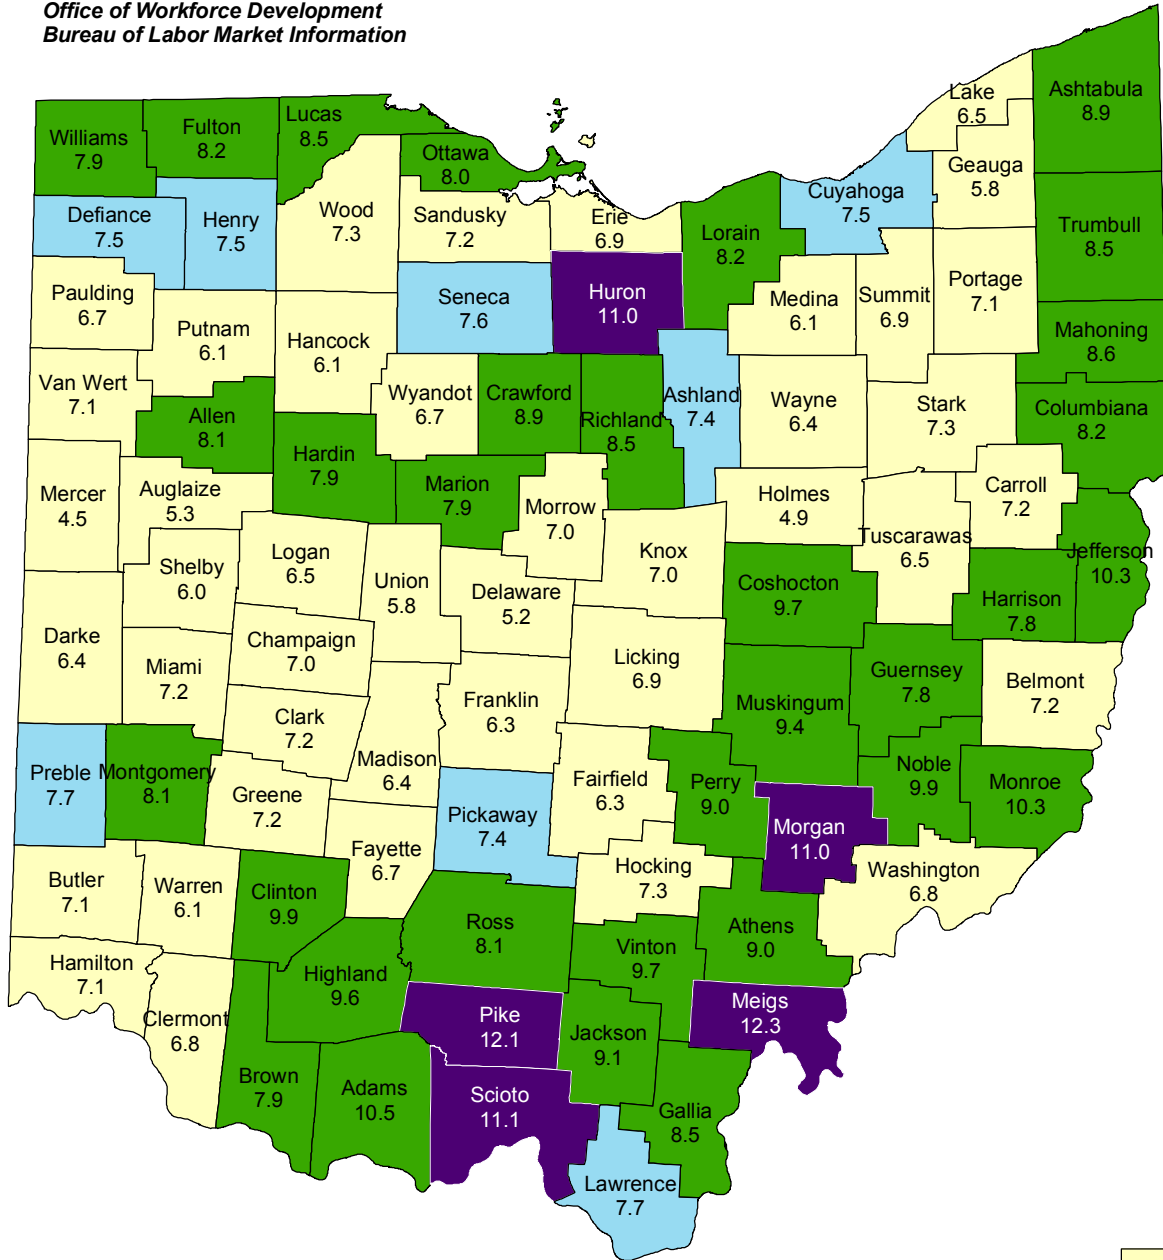 Office of Workforce Development
Bureau of Labor Market Information
Williams
7.9
Fulton
8.2
Lucas
8.5
Ottawa
8.0
Lake
6.5
Ashtabula
8.9
Geauga
5.8
Cuyahoga
7.5
Defiance
7.5
Henry
7.5
Wood
7.3
Sandusky
7.2
Erie
6.9
Lorain
8.2
Trumbull
8.5
Paulding
6.7
Putnam
6.1
Hancock
6.1
Seneca
7.6
Huron
11.0
Medina
6.1
Summit
6.9
Portage
7.1
Mahoning
8.6
Van Wert
7.1
Allen
8.1
Wyandot
6.7
Crawford
8.9
Richland
8.5
Ashland
7.4
Wayne
6.4
Stark
7.3
Columbiana
8.2
Hardin
7.9
Marion
7.9
Mercer
4.5
Auglaize
5.3
Morrow
7.0
Holmes
4.9
Carroll
7.2
Tuscarawas
6.5
Jefferson
10.3
Shelby
6.0
Logan
6.5
Union
5.8
Delaware
5.2
Knox
7.0
Coshocton
9.7
Harrison
7.8
Darke
6.4
Miami
7.2
Champaign
7.0
Licking
6.9
Guernsey
7.8
Belmont
7.2
Franklin
6.3
Muskingum
9.4
Clark
7.2
Madison
6.4
Preble
7.7
Montgomery
8.1
Greene
7.2
Fairfield
6.3
Perry
9.0
Noble
9.9
Monroe
10.3
Pickaway
7.4
Morgan
11.0
Fayette
6.7
Hocking
7.3
Washington
6.8
Butler
7.1
Warren
6.1
Clinton
9.9
Ross
8.1
Athens
9.0
Vinton
9.7
Hamilton
7.1
Highland
9.6
Clermont
6.8
Pike
12.1
Jackson
9.1
Meigs
12.3
Brown
7.9
Adams
10.5
Scioto
11.1
Gallia
8.5
Lawrence
7.7